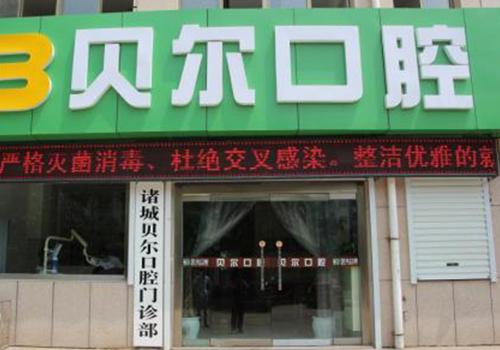 贝尔口腔
严格灭菌消毒、杜绝交叉感染。整洁优雅的就
诸城贝尔口腔门诊部
贝尔口腔 贝尔口腔